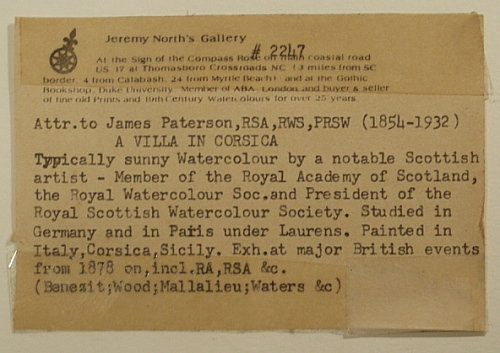 Jeremy North's Gallery
# 2247
At the Sign of the Compass Rose on main coastal road
US 17 at Thomasboro Crossroads NC (3 miles from SC
border, 4 from Calabash, 24 from Myrtle Beach) and at the Gothic
Bookshop, Duke University. Member of ABA London and buyer & seller
of fine old Prints and 19th Century Watercolours for over 25 years
Attr.to James Paterson,RSA,RWS,PRSW (1854-1932)
A VILLA IN CORSICA
Typically sunny Watercolour by a notable Scottish
artist - Member of the Royal Academy of Scotland,
the Royal Watercolour Soc.and President of the
Royal Scottish Watercolour Society. Studied in
Germany and in Paris under Laurens. Painted in
Italy,Corsica,Sicily. Exh.at major British events
from 1878 on,incl.RA,RSA &c.
(Benezit;Wood;Mallalieu;Waters &c)